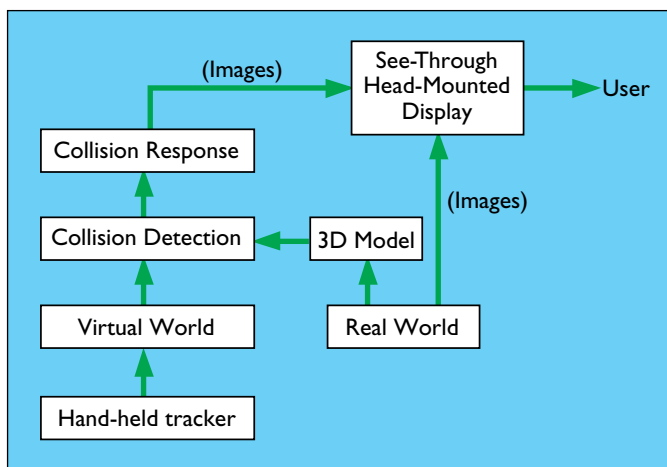 (Images)
See-Through
Head-Mounted
Display
User
Collision Response
(Images)
Collision Detection
3D Model
Virtual World
Real World
Hand-held tracker